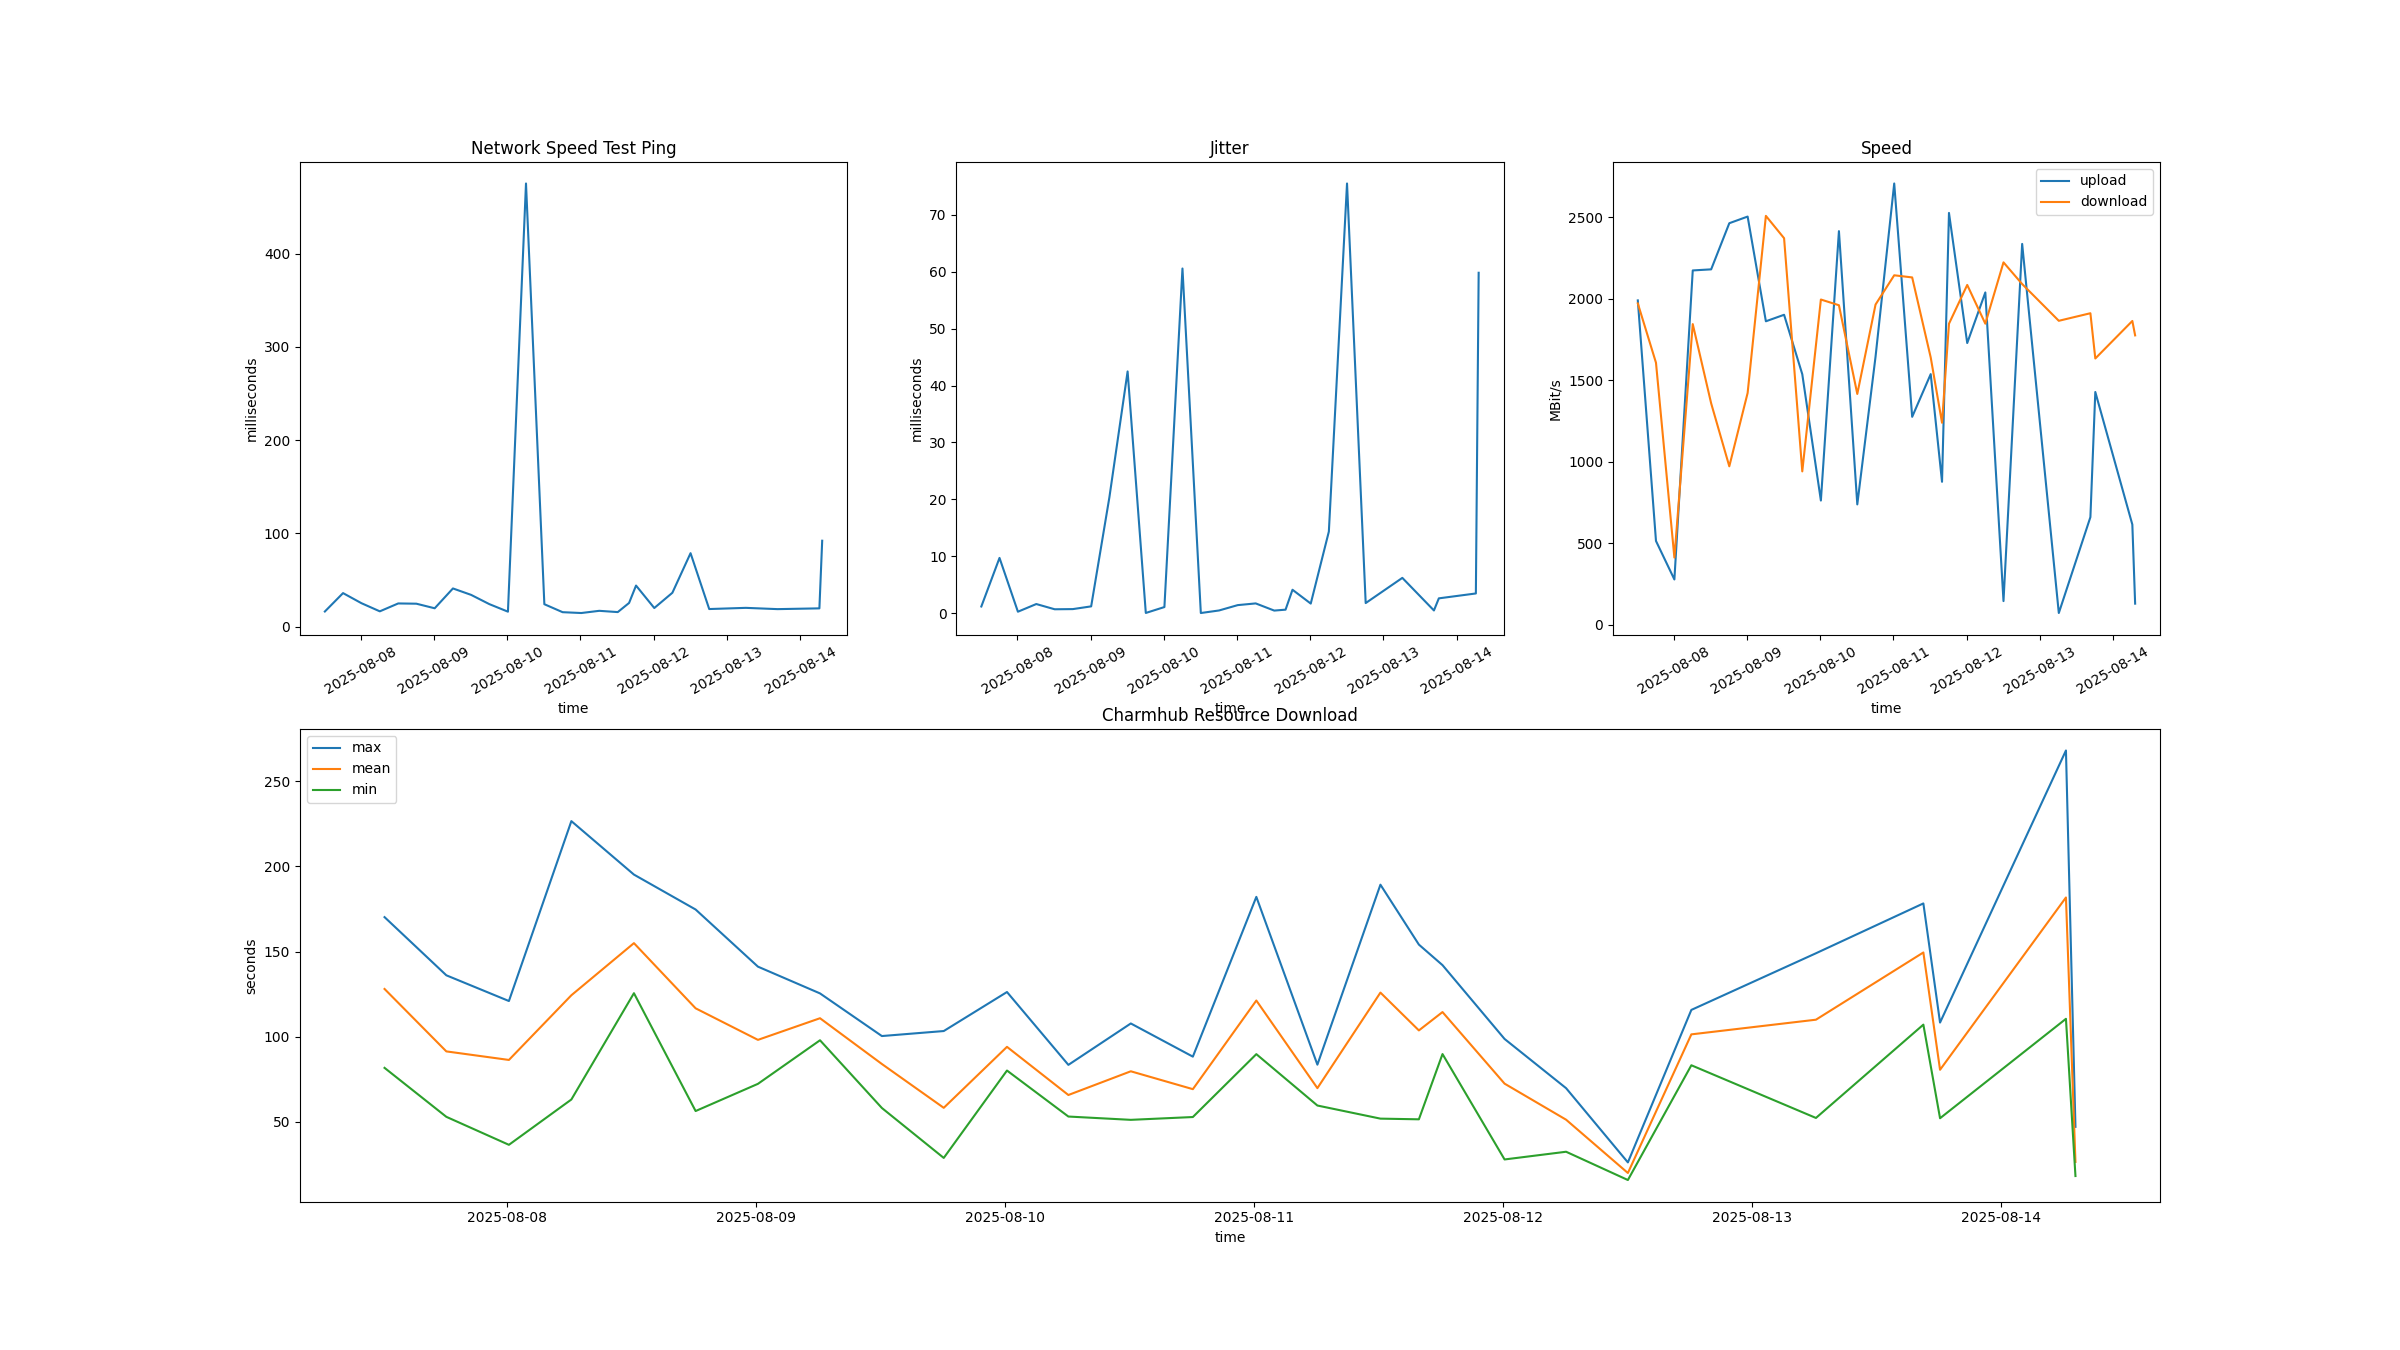 Network Speed Test Ping
milliseconds
400
300
200
100
0
2025-08-08 2025-08-09 2025-08-10 2025-08-11 2025-08-12 2025-08-13 2025-08-14
time
Jitter
milliseconds
70
60
50
40
30
20
10
0
2025-08-08 2025-08-09 2025-08-10 2025-08-11 2025-08-12 2025-08-13 2025-08-14
time
Speed
upload
download
MBit/s
2500
2000
1500
1000
500
0
2025-08-08 2025-08-09 2025-08-10 2025-08-11 2025-08-12 2025-08-13 2025-08-14
time
Charmhub Resource Download
max
mean
min
seconds
250
200
150
100
50
2025-08-08 2025-08-09 2025-08-10 2025-08-11 2025-08-12 2025-08-13 2025-08-14
time